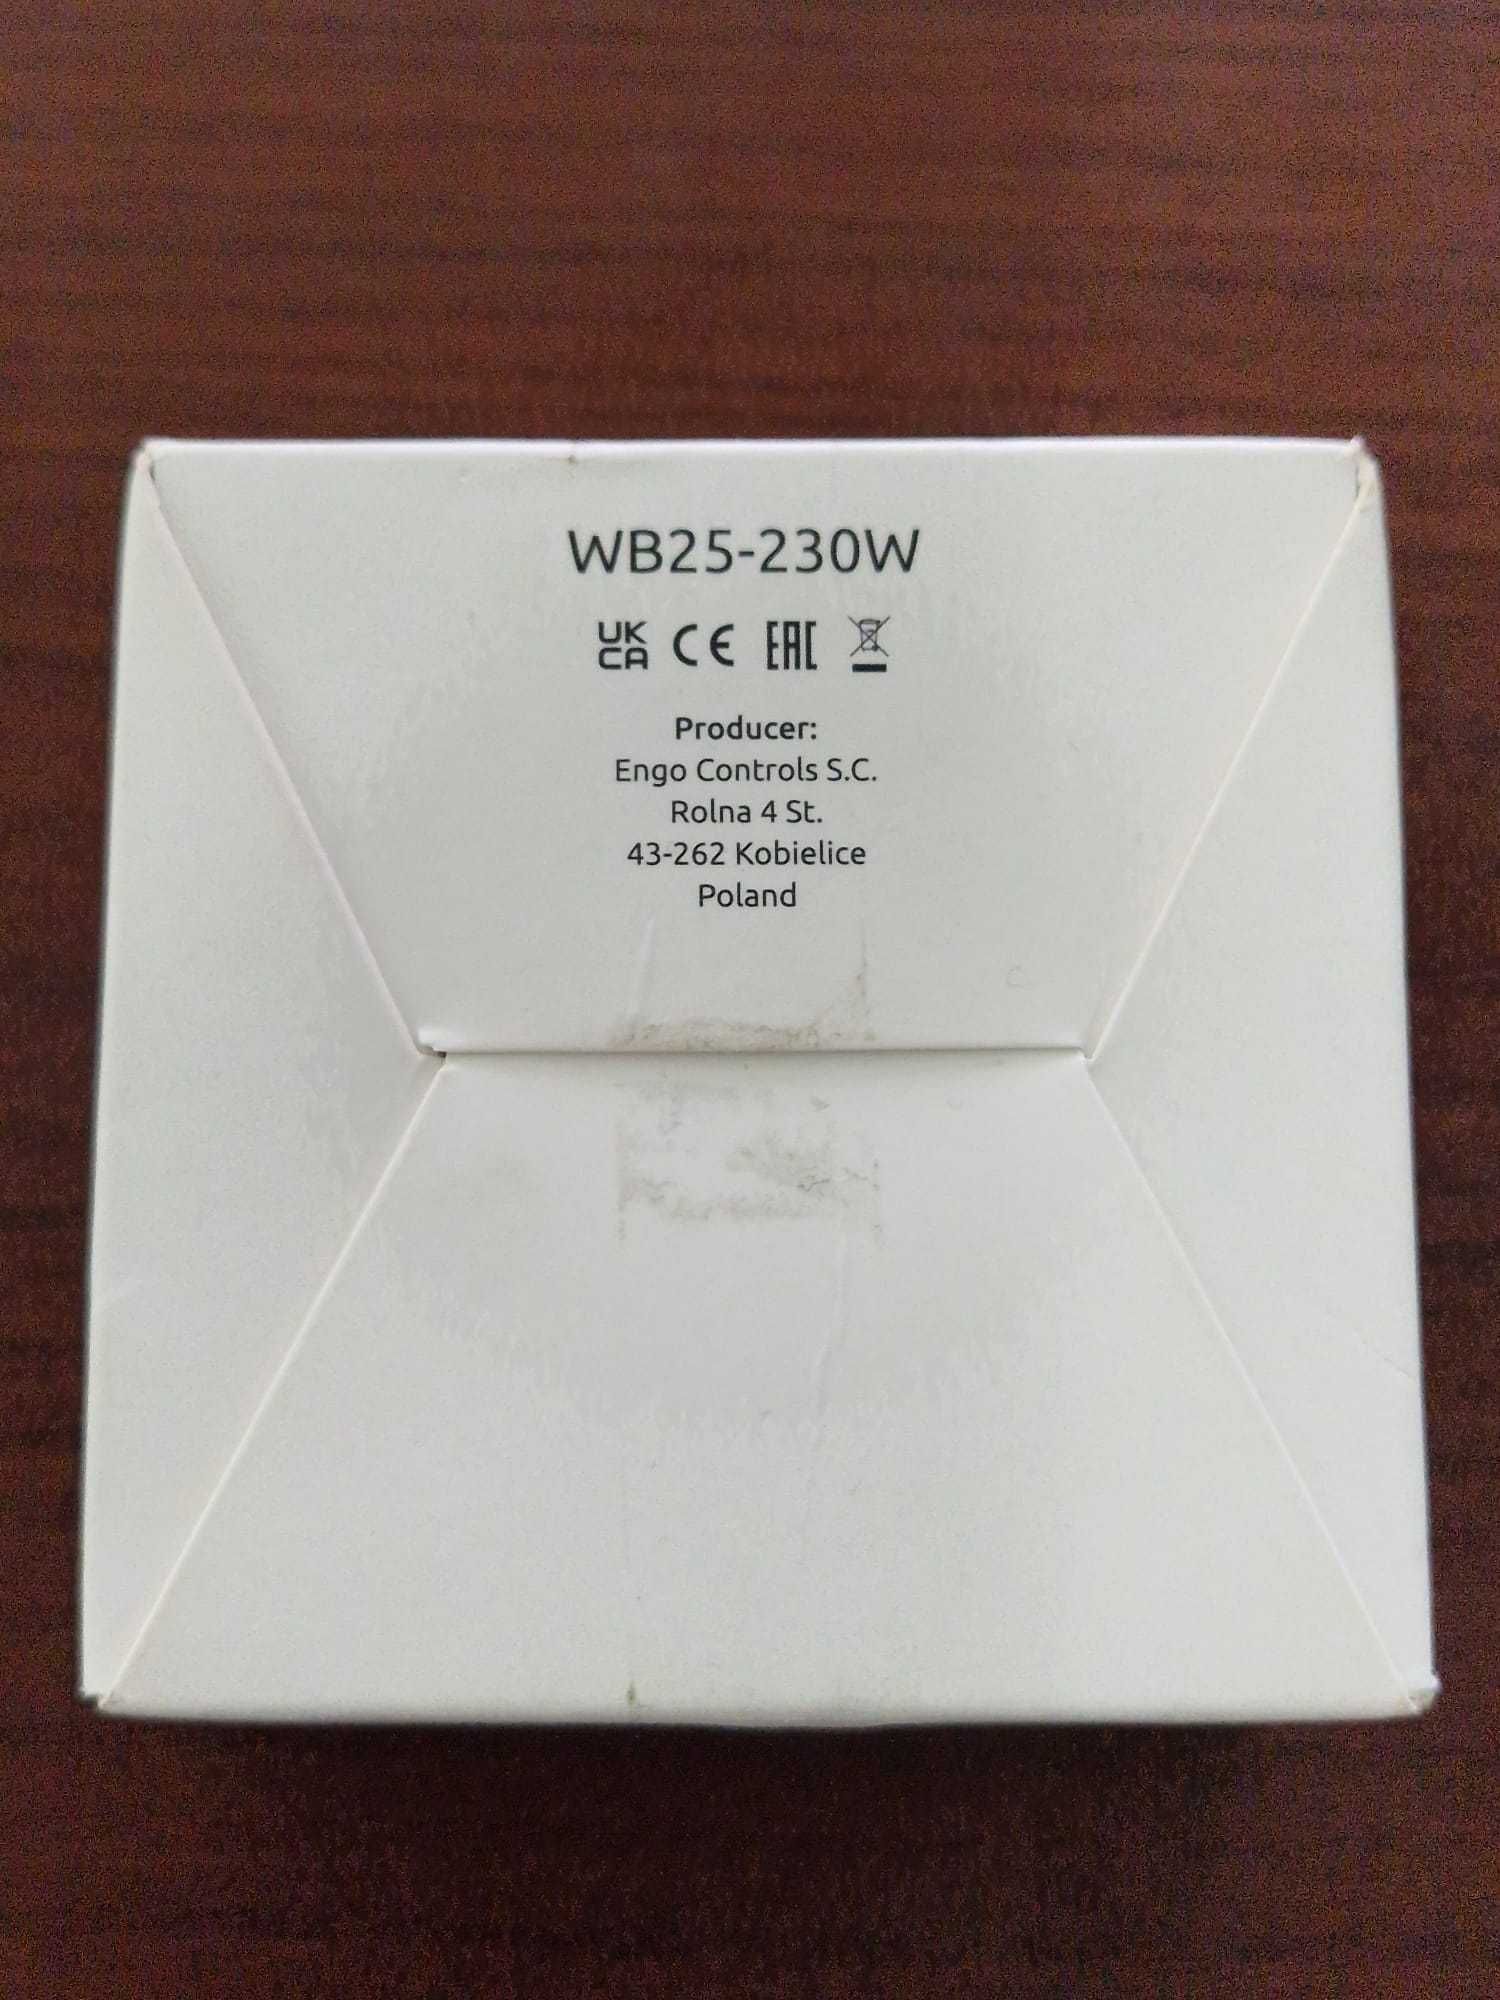 WB25-230W
UK
CA CE EAC
Producer:
Engo Controls S.C.
Rolna 4 St.
43-262 Kobielice
Poland